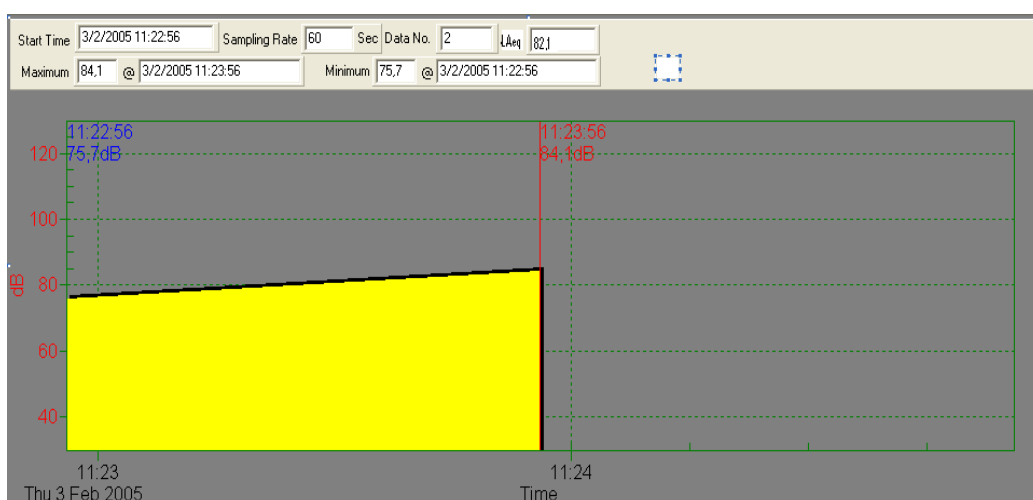 Start Time 3/2/2005 11:22:56 Sampling Rate 60 Sec Data No. 2 LAeq 82,1
Maximum 84,1 @ 3/2/2005 11:23:56 Minimum 75,7 @ 3/2/2005 11:22:56
11:22:56 11:23:56
75,7dB 84,1dB
120
100
80
dB
60
40
11:23 11:24
Thu 3 Feb 2005 Time